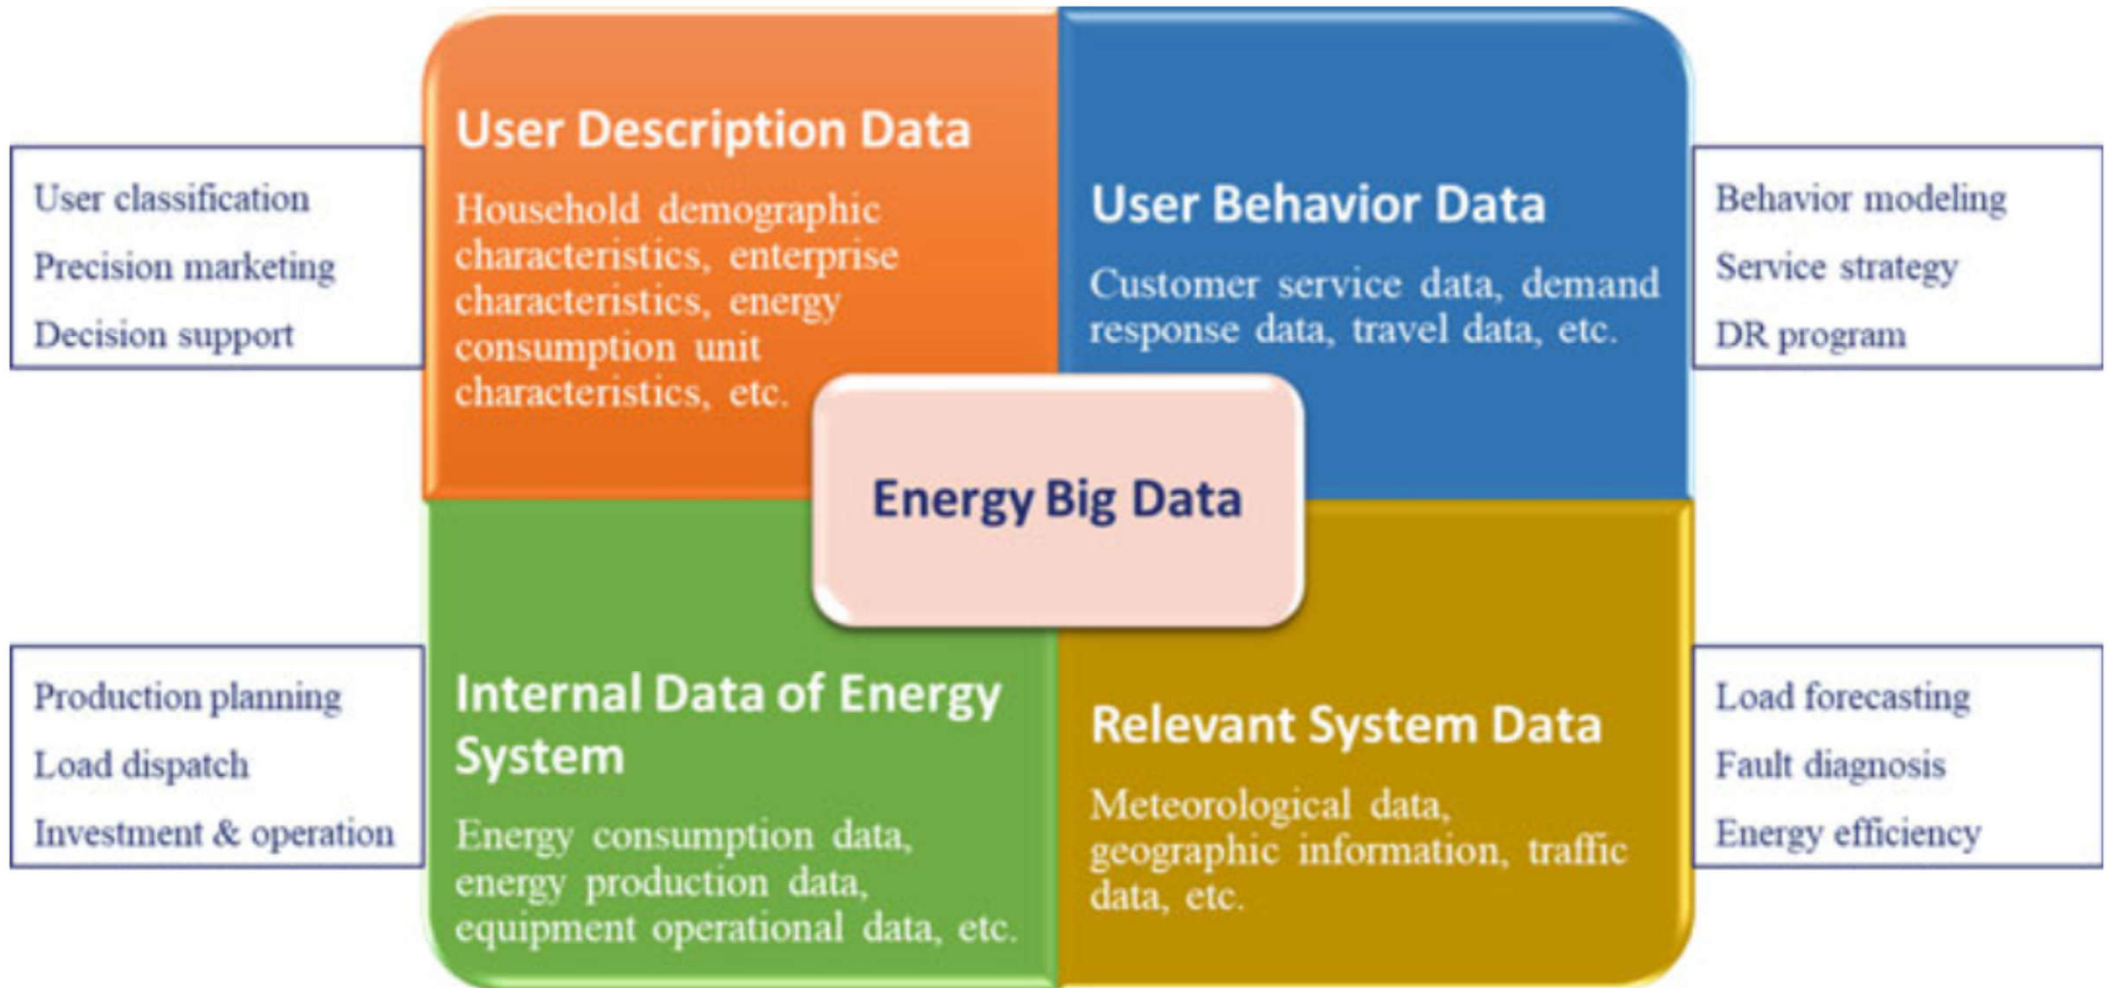 User classification
Precision marketing
Decision support
User Description Data
Household demographic
characteristics, enterprise
characteristics, energy
consumption unit
characteristics, etc.
User Behavior Data
Customer service data, demand
response data, travel data, etc.
Behavior modeling
Service strategy
DR program
Energy Big Data
Production planning
Load dispatch
Investment & operation
Internal Data of Energy
System
Energy consumption data,
energy production data,
equipment operational data, etc.
Relevant System Data
Meteorological data,
geographic information, traffic
data, etc.
Load forecasting
Fault diagnosis
Energy efficiency